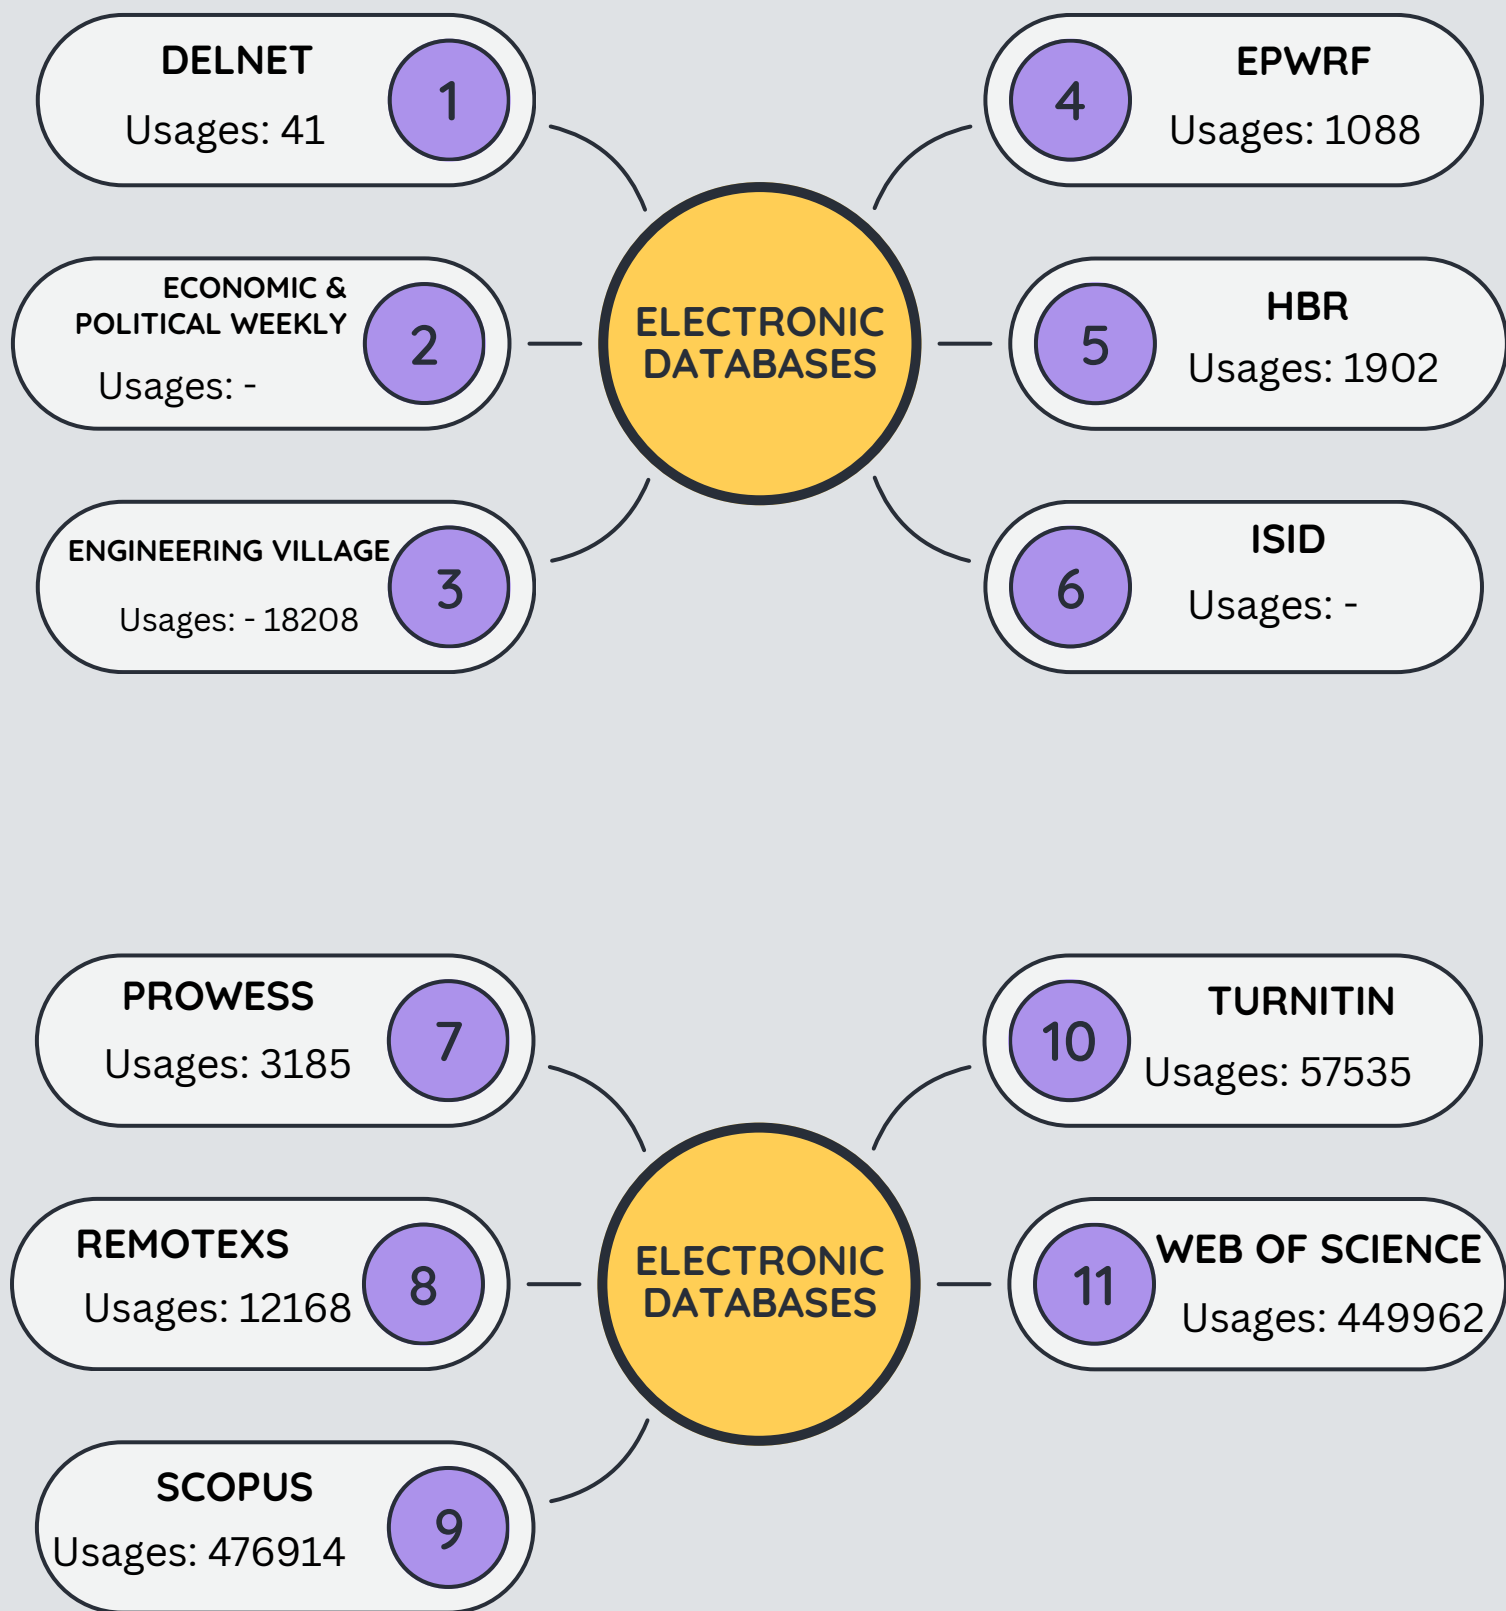 DELNET
Usages: 41
1
ECONOMIC &
POLITICAL WEEKLY
Usages: -
2
ENGINEERING VILLAGE
Usages: - 18208
3
ELECTRONIC
DATABASES
4
EPWRF
Usages: 1088
5
HBR
Usages: 1902
6
ISID
Usages: -
PROWESS
Usages: 3185
7
REMOTEXS
Usages: 12168
8
SCOPUS
Usages: 476914
9
ELECTRONIC
DATABASES
10
TURNITIN
Usages: 57535
11
WEB OF SCIENCE
Usages: 449962